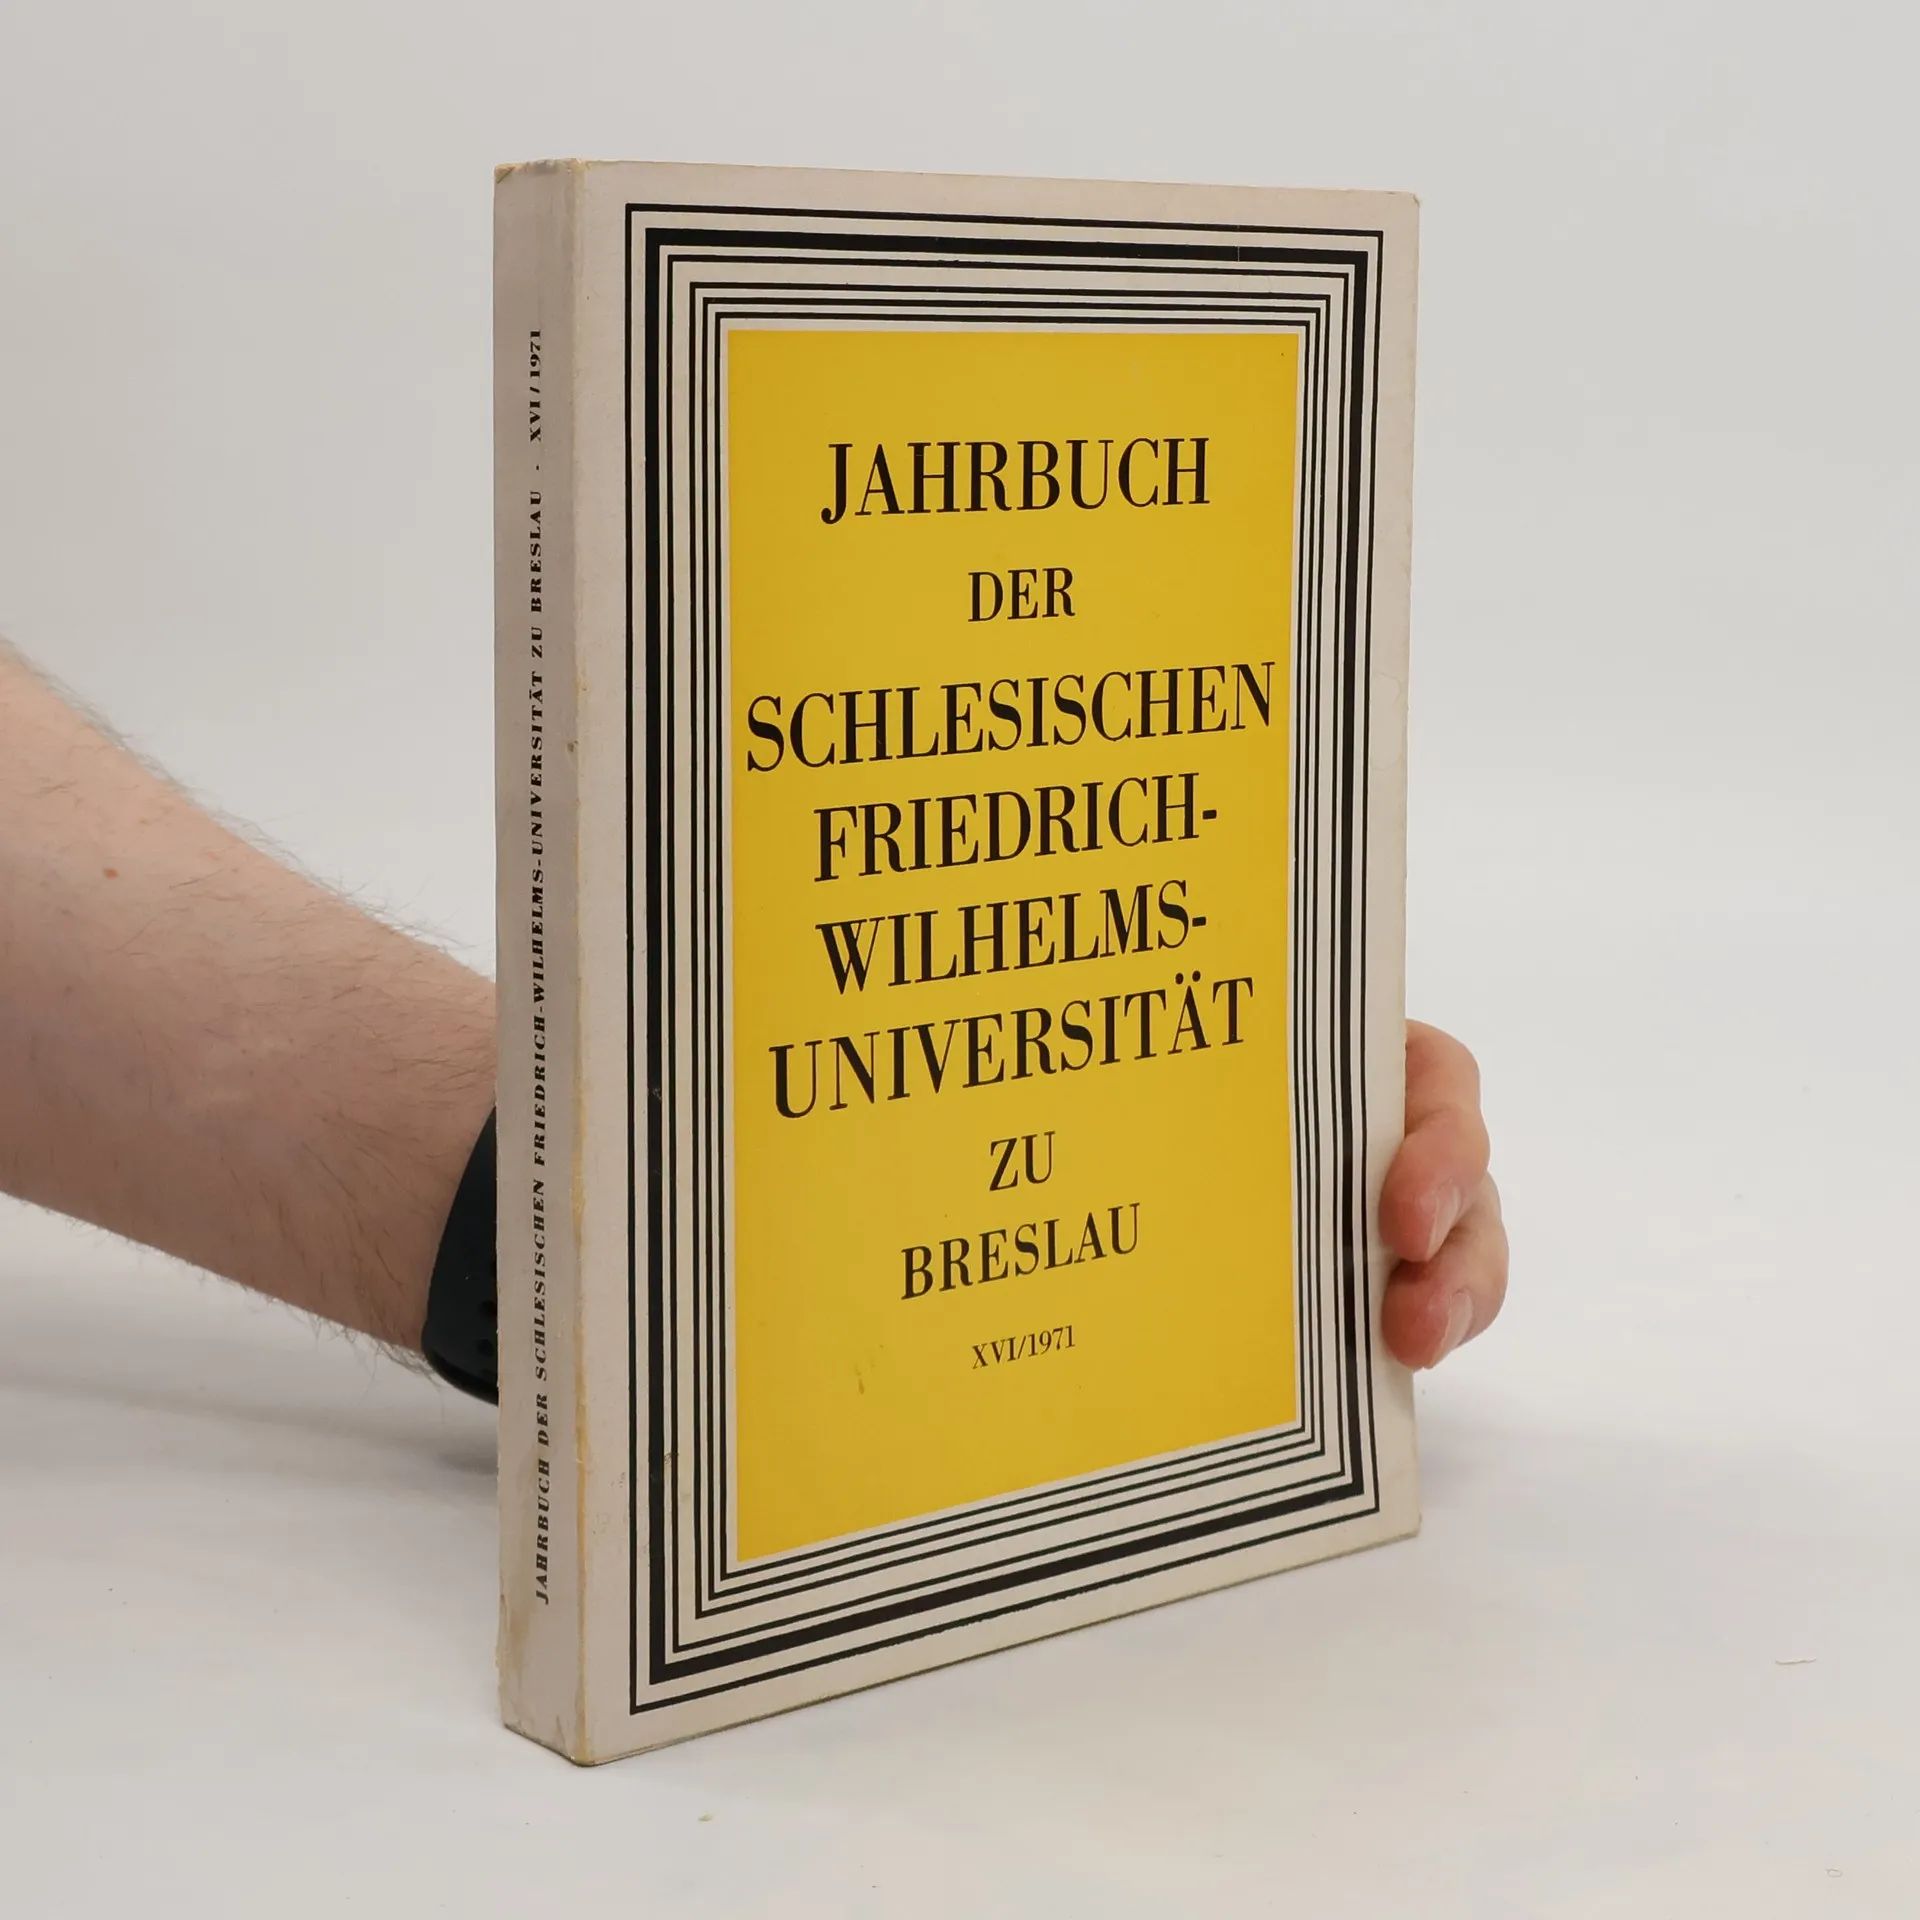 JAHRBUCH DER SCHLESISCHEN FRIEDRICH-WILHELMS-UNIVERSITÄT ZU BRESLAU · XVI/1971
JAHRBUCH
DER
SCHLESISCHEN
FRIEDRICH-
WILHELMS-
UNIVERSITÄT
ZU
BRESLAU
XVI/1971